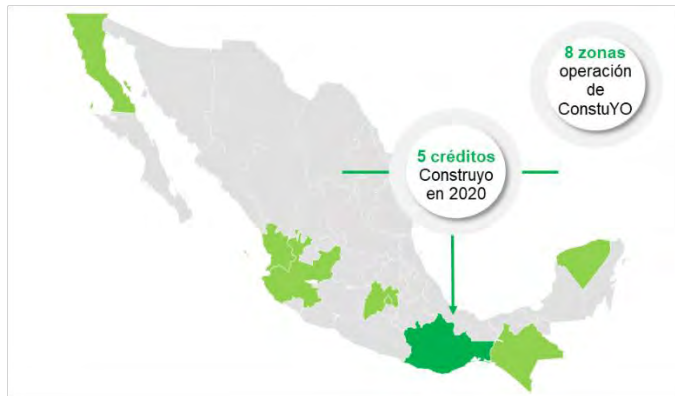 8 zonas
operación
de
ConstuYO
5 créditos
Construyo
en 2020